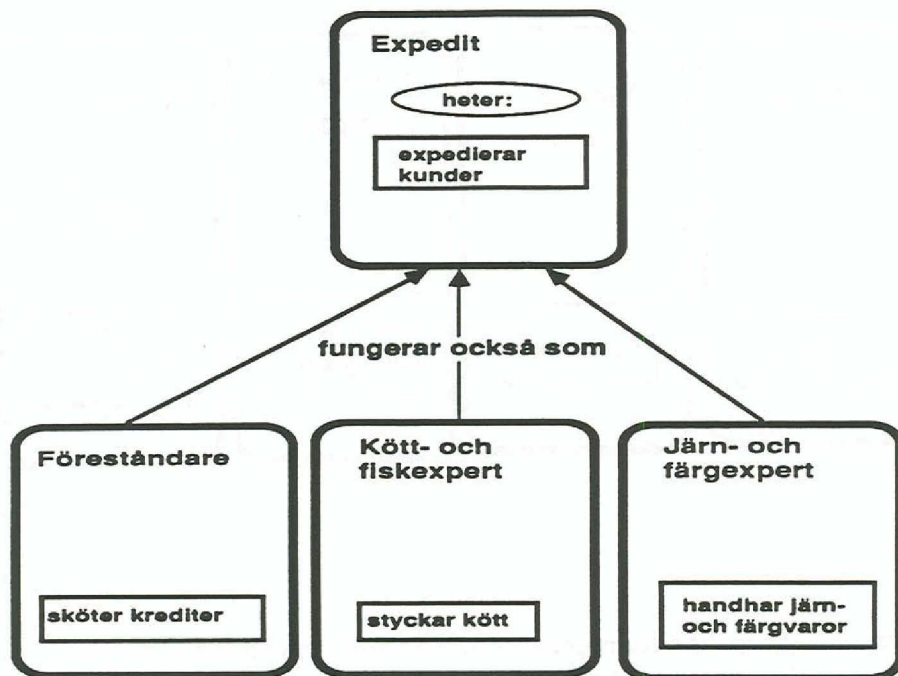 Expedit
heter:
expedierar
kunder
fungerar också som
Föreståndare
sköter krediter
Kött- och
fiskexpert
styckar kött
Järn- och
färgexpert
handhar järn-
och färgvaror